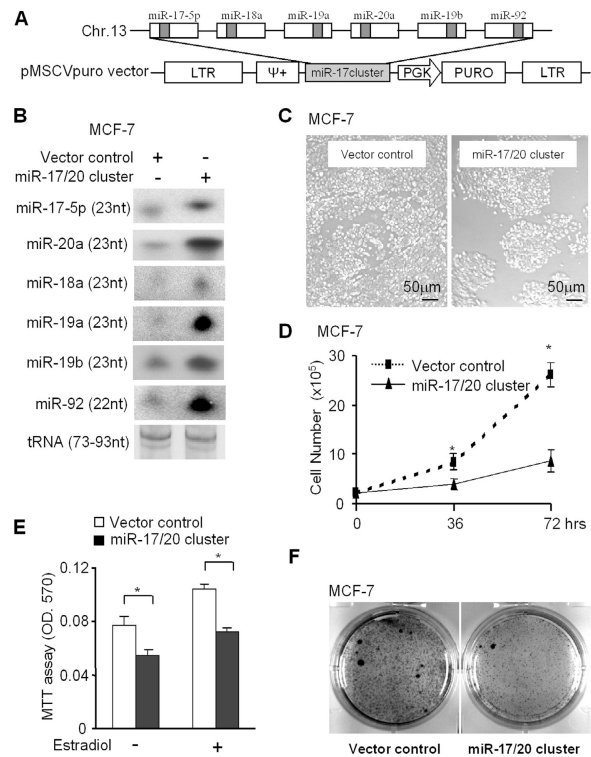 A
miR-17-5p miR-18a miR-19a miR-20a miR-19b miR-92
Chr.13
pMSCVpuro vector LTR Ψ+ miR-17cluster PGK PURO LTR
B
MCF-7
Vector control + -
miR-17/20 cluster - +
miR-17-5p (23nt)
miR-20a (23nt)
miR-18a (23nt)
miR-19a (23nt)
miR-19b (23nt)
miR-92 (22nt)
tRNA (73-93nt)
C MCF-7
Vector control miR-17/20 cluster
50µm 50µm
D MCF-7
Vector control
miR-17/20 cluster
Cell Number (x10⁵)
30
20
10
0
* *
0 36 72 hrs
E
Vector control
miR-17/20 cluster
MTT assay (OD. 570)
0.12
0.08
0.04
0
* *
Estradiol - +
F
MCF-7
Vector control miR-17/20 cluster